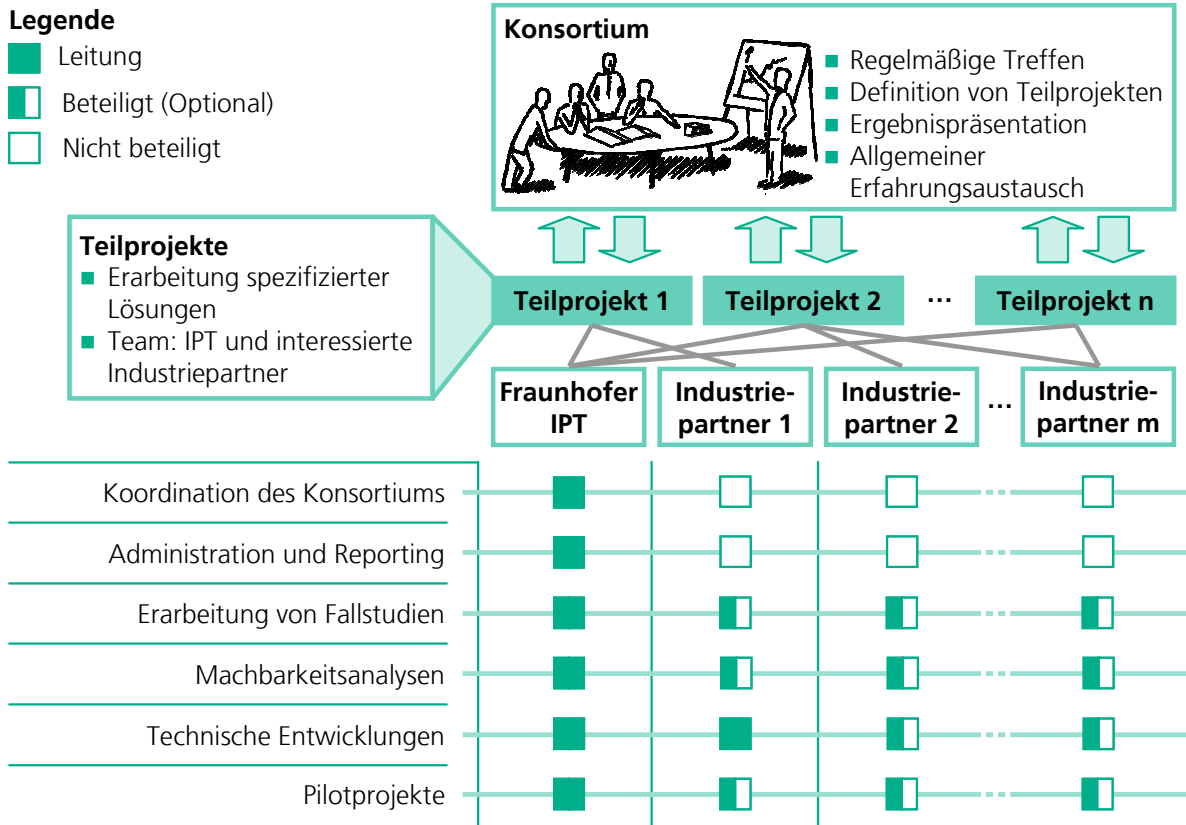 Legende
Leitung
Beteiligt (Optional)
Nicht beteiligt
Konsortium
Regelmäßige Treffen
Definition von Teilprojekten
Ergebnispräsentation
Allgemeiner
Erfahrungsaustausch
Teilprojekte
Erarbeitung spezifizierter
Lösungen
Team: IPT und interessierte
Industriepartner
Teilprojekt 1
Teilprojekt 2
...
Teilprojekt n
Fraunhofer
IPT
Industrie-
partner 1
Industrie-
partner 2
...
Industrie-
partner m
Koordination des Konsortiums
Administration und Reporting
Erarbeitung von Fallstudien
Machbarkeitsanalysen
Technische Entwicklungen
Pilotprojekte